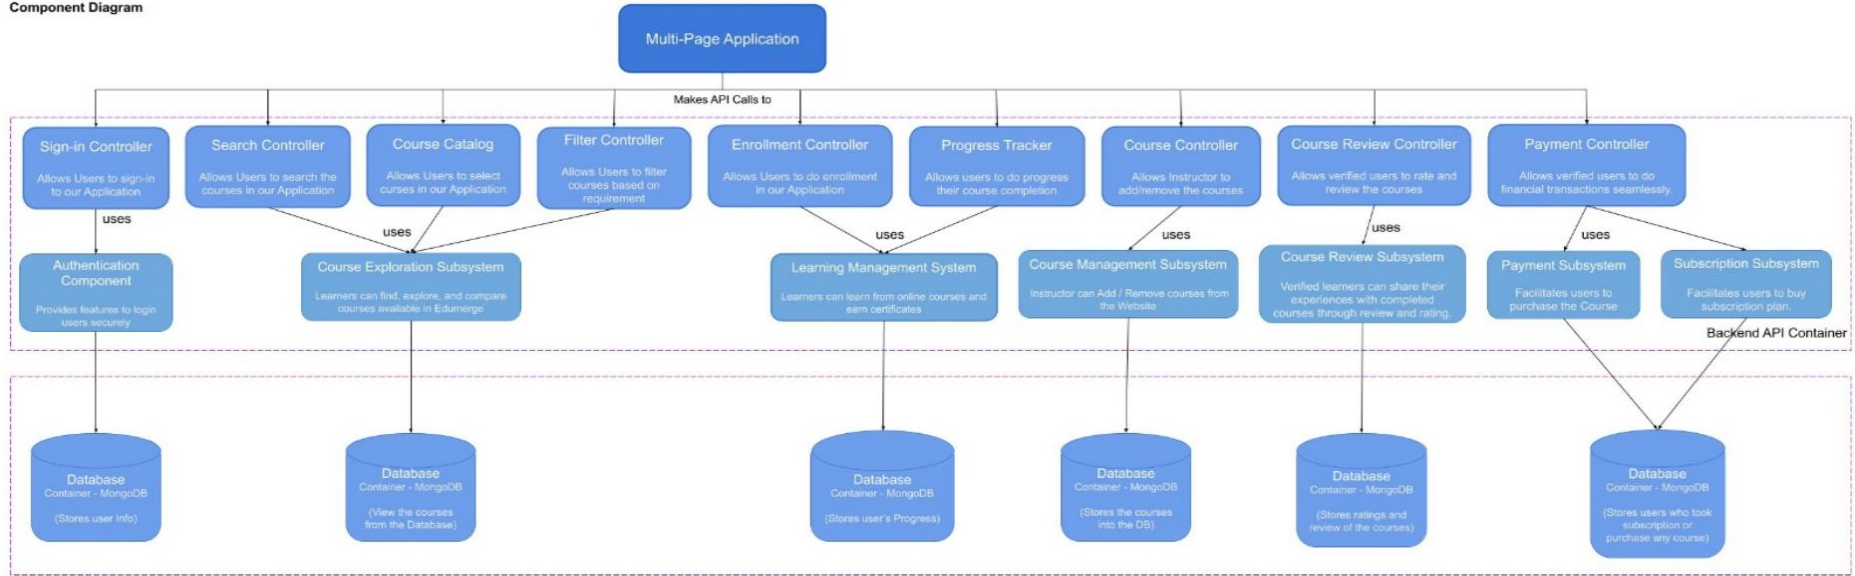 Component Diagram
Multi-Page Application
Makes API Calls to
Sign-in Controller
Allows Users to sign-in
to our Application
Search Controller
Allows Users to search the
courses in our Application
Course Catalog
Allows Users to select
curses in our Application
Filter Controller
Allows Users to filter
courses based on
requirement
Enrollment Controller
Allows Users to do enrollment
in our Application
Progress Tracker
Allows users to do progress
their course completion
Course Controller
Allows Instructor to
add/remove the courses
Course Review Controller
Allows verified users to rate and
review the courses
Payment Controller
Allows verified users to do
financial transactions seamlessly.
uses
uses
uses
uses
uses
uses
Authentication
Component
Provides features to login
users securely
Course Exploration Subsystem
Learners can find, explore, and compare
courses available in Edumerge
Learning Management System
Learners can learn from online courses and
earn certificates
Course Management Subsystem
Instructor can Add / Remove courses from
the Website
Course Review Subsystem
Verified learners can share their
experiences with completed
courses through review and rating.
Payment Subsystem
Facilitates users to
purchase the Course
Subscription Subsystem
Facilitates users to buy
subscription plan.
Backend API Container
Database
Container - MongoDB
(Stores user Info)
Database
Container - MongoDB
(View the courses
from the Database)
Database
Container - MongoDB
(Stores user's Progress)
Database
Container - MongoDB
(Stores the courses
into the DB)
Database
Container - MongoDB
(Stores ratings and
review of the courses)
Database
Container - MongoDB
(Stores users who took
subscription or
purchase any course)